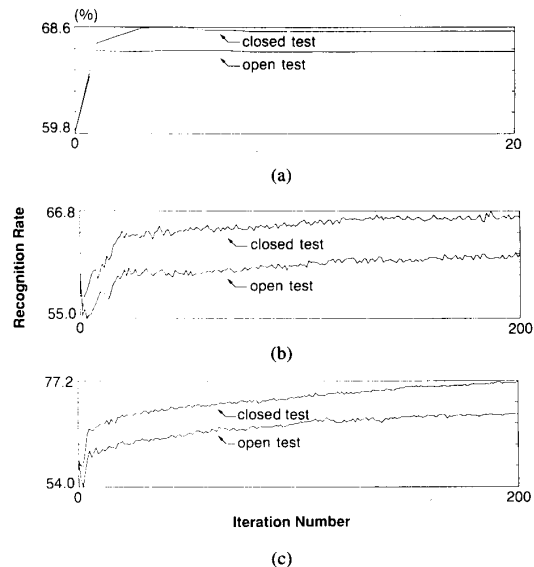 (%)
68.6
closed test
open test
59.8
0
20
(a)
Recognition Rate
66.8
closed test
open test
55.0
0
200
(b)
77.2
closed test
open test
54.0
0
200
Iteration Number
(c)